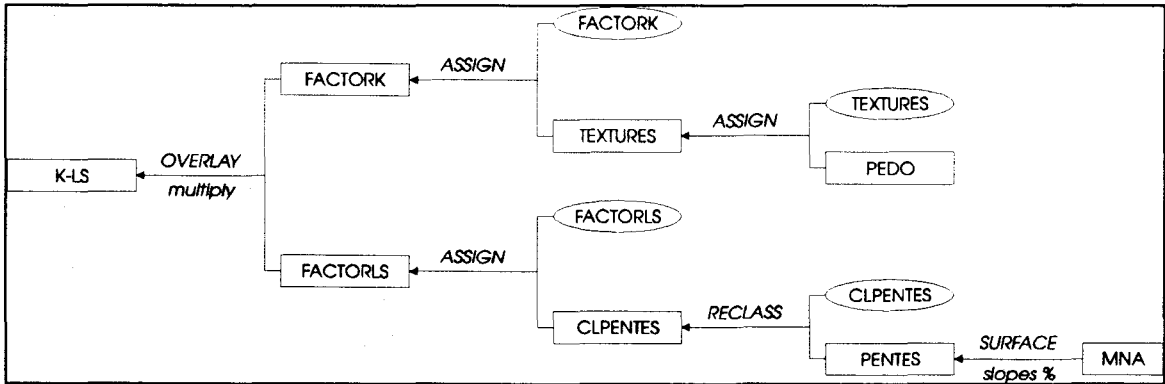 FACTORK
FACTORK
ASSIGN
TEXTURES
TEXTURES
ASSIGN
PEDO
K-LS
OVERLAY
multiply
FACTORLS
FACTORLS
ASSIGN
CLPENTES
CLPENTES
RECLASS
PENTES
SURFACE
slopes %
MNA